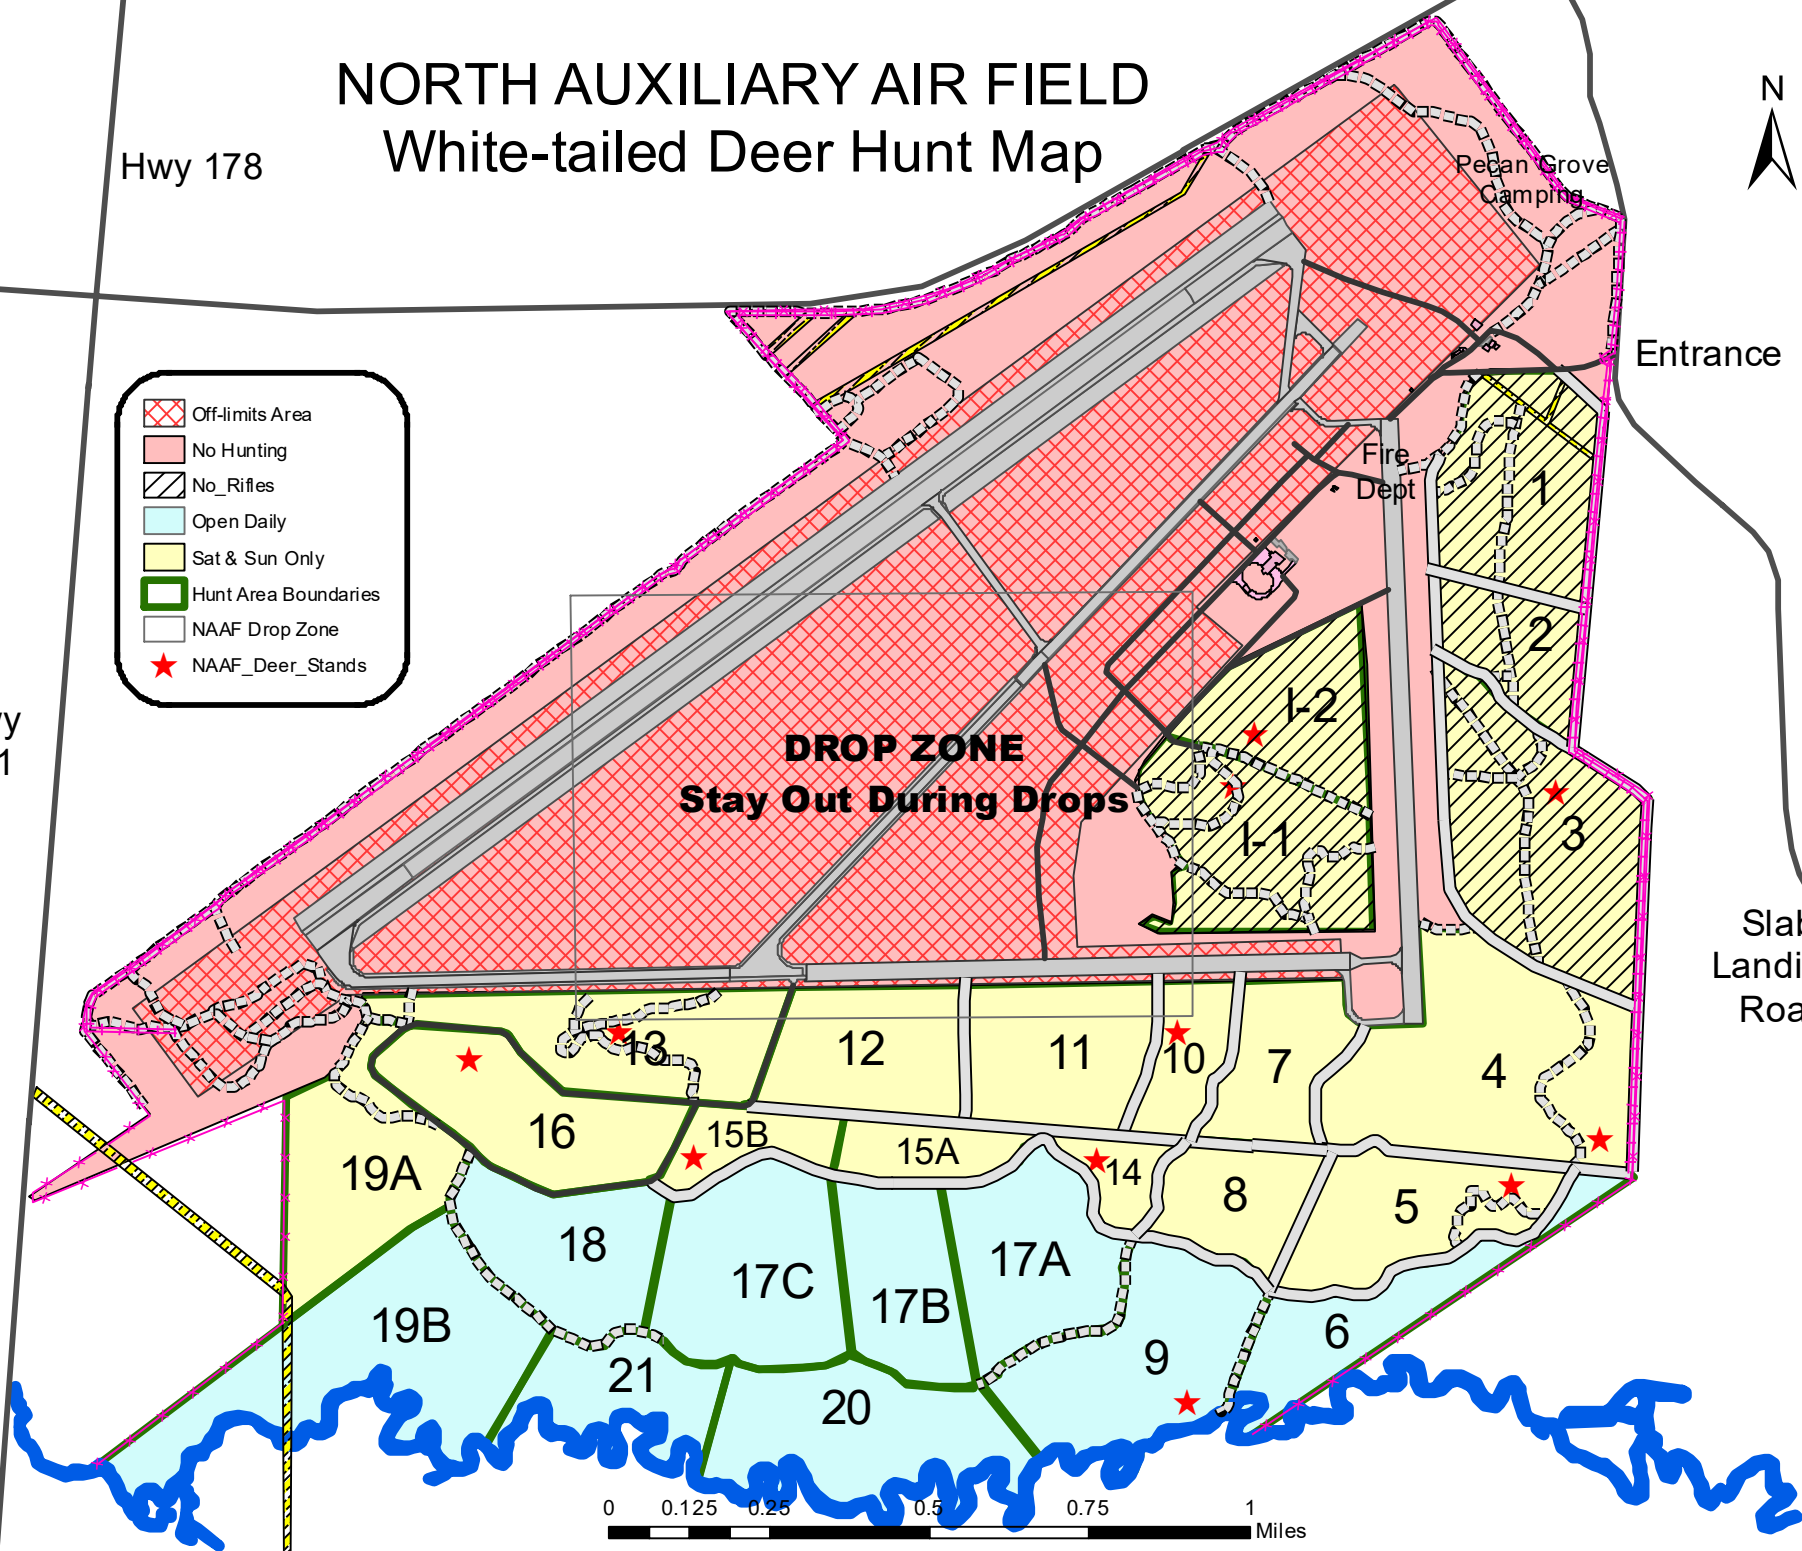 NORTH AUXILIARY AIR FIELD
White-tailed Deer Hunt Map
N
Hwy 178
Pecan Grove
Camping
Entrance
Off-limits Area
No Hunting
No_Rifles
Open Daily
Sat & Sun Only
Hunt Area Boundaries
NAAF Drop Zone
NAAF_Deer_Stands
Fire
Dept
1
2
I-2
DROP ZONE
Stay Out During Drops
I-1
3
1
Landi
13
12
11
10
7
4
16
15B
15A
14
19A
8
5
18
17C
17A
17B
19B
6
9
21
20
0 0.125 0.25 0.5 0.75 1
Miles